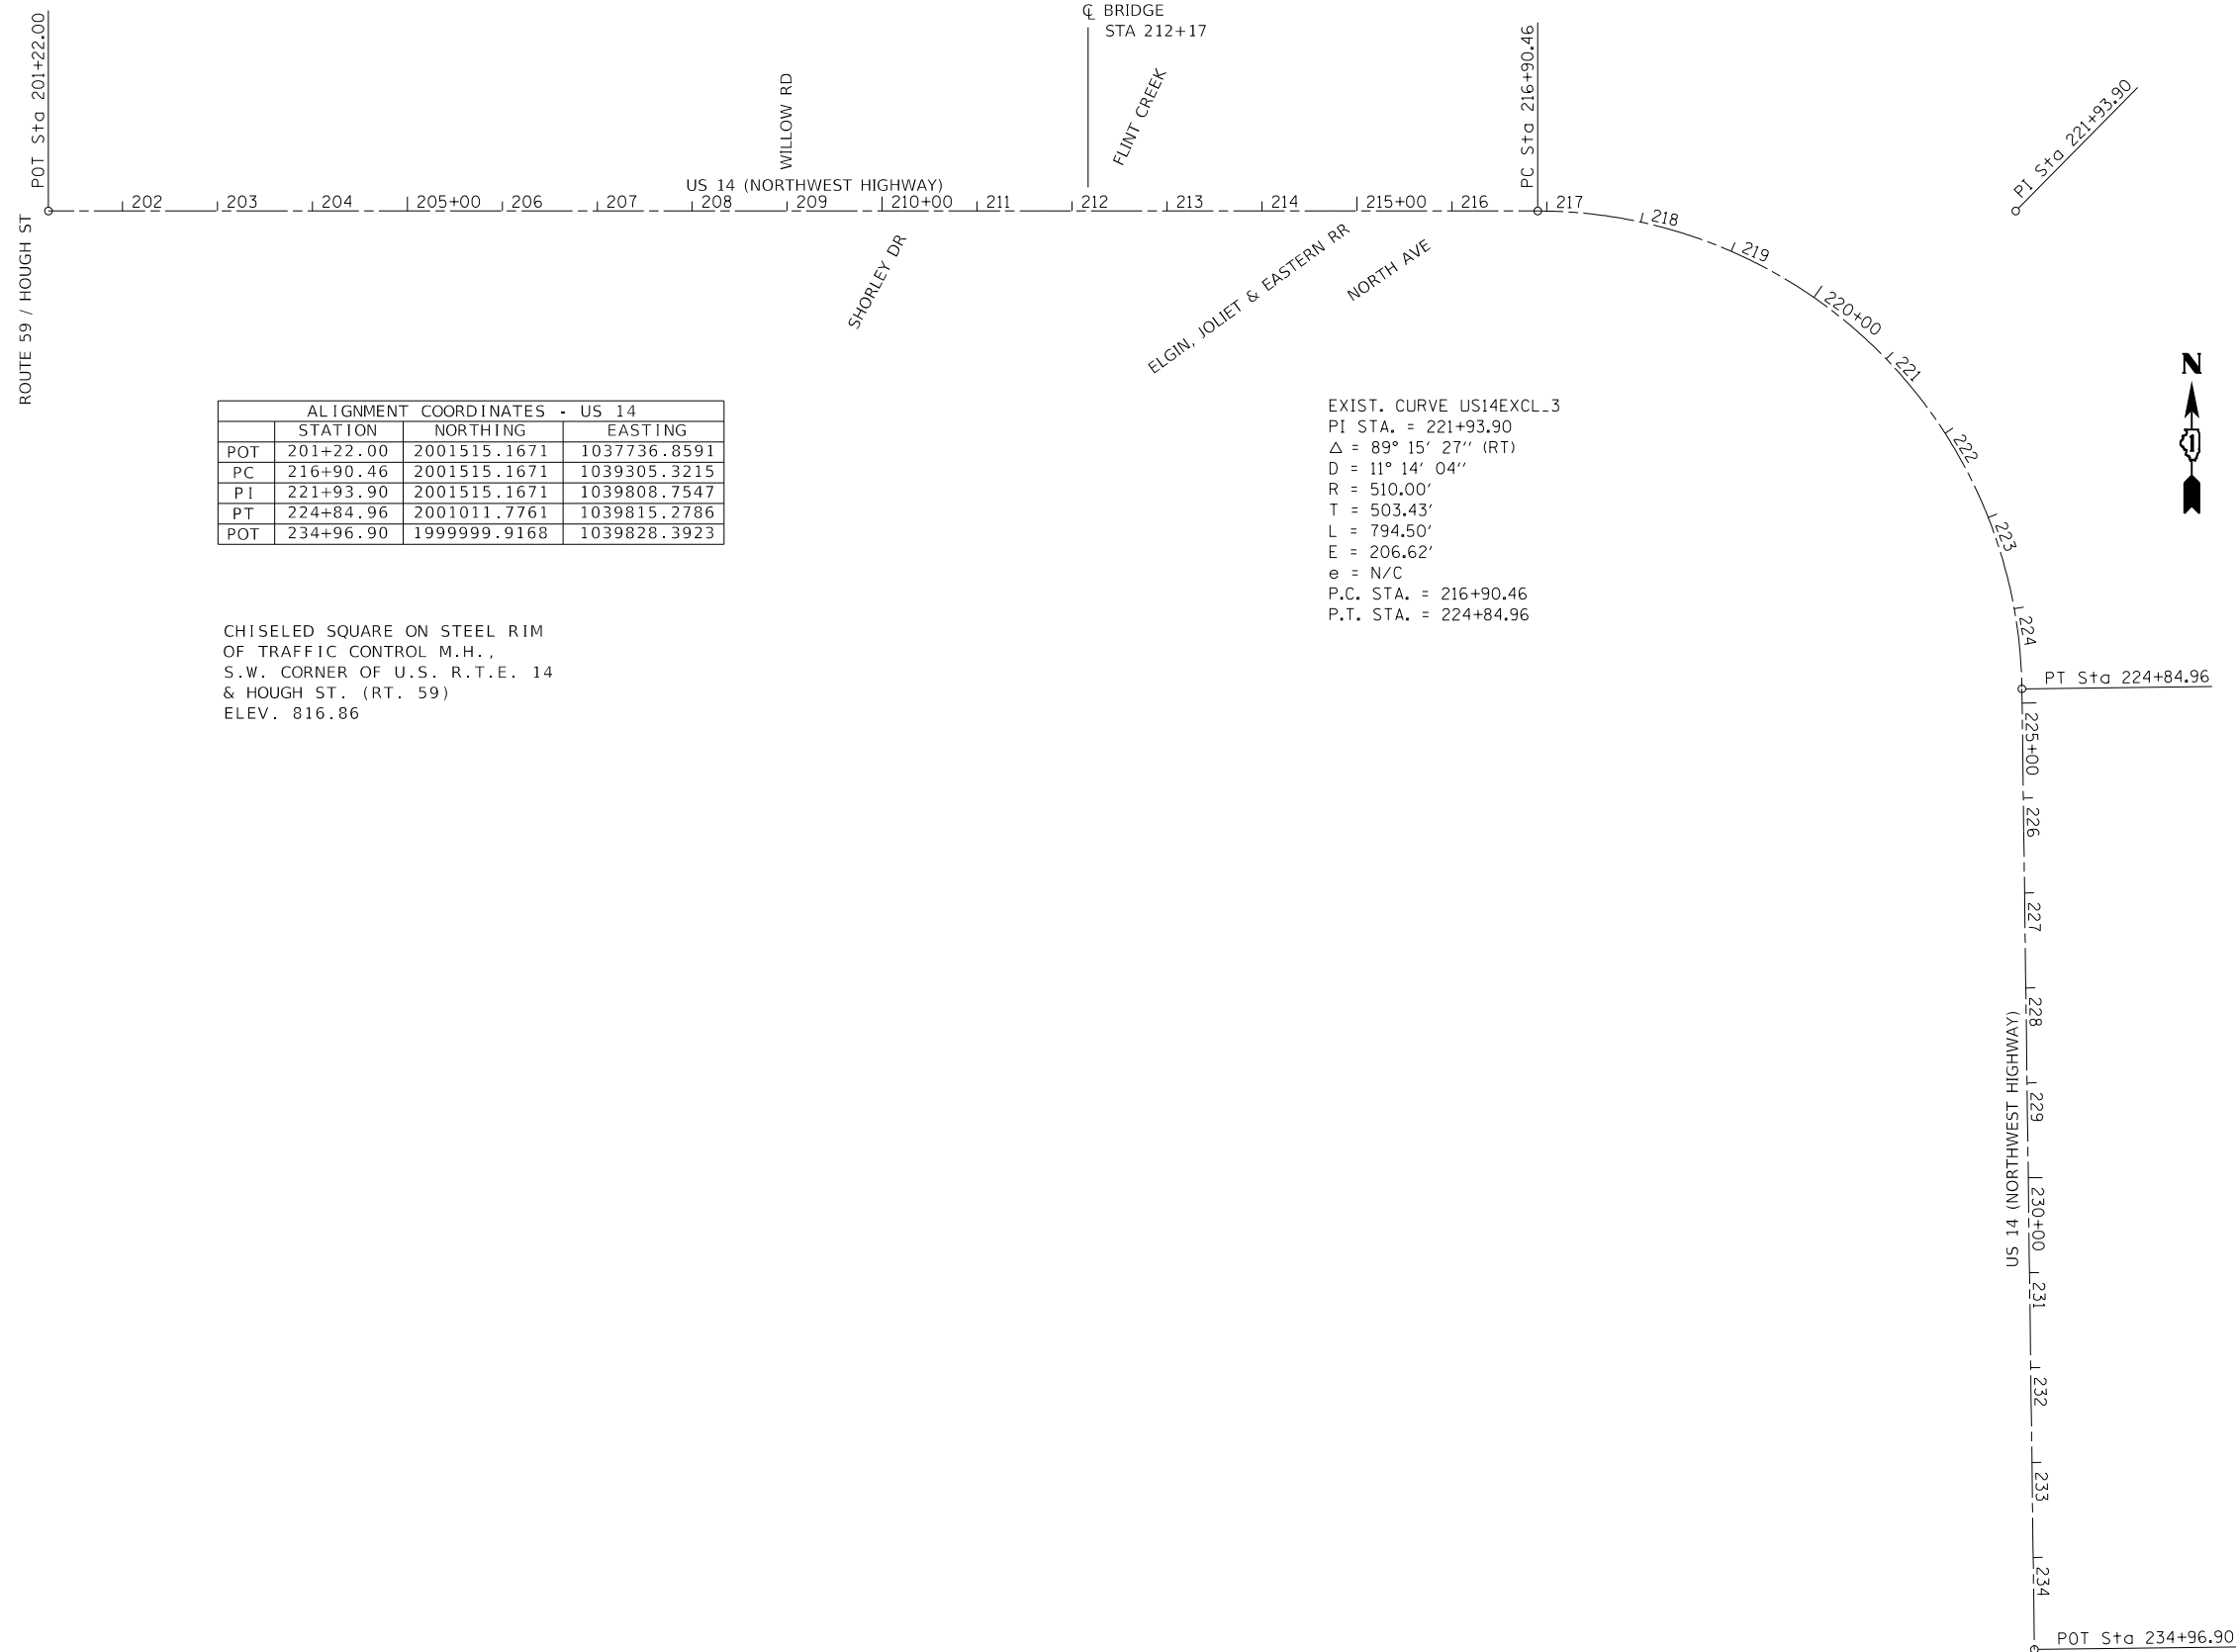 POT Sta 201+22.00
ROUTE 59 / HOUGH ST
WILLOW RD
℄ BRIDGE
STA 212+17
FLINT CREEK
PC Sta 216+90.46
PI Sta 221+93.90
US 14 (NORTHWEST HIGHWAY)
202 203 204 205+00 206 207 208 209 210+00 211 212 213 214 215+00 216 217
218
219
220+00
221
222
223
224
SHORLEY DR
ELGIN, JOLIET & EASTERN RR
NORTH AVE
N
1
ALIGNMENT COORDINATES - US 14
STATION NORTHING EASTING
POT 201+22.00 2001515.1671 1037736.8591
PC 216+90.46 2001515.1671 1039305.3215
PI 221+93.90 2001515.1671 1039808.7547
PT 224+84.96 2001011.7761 1039815.2786
POT 234+96.90 1999999.9168 1039828.3923
EXIST. CURVE US14EXCL_3
PI STA. = 221+93.90
Δ = 89° 15' 27'' (RT)
D = 11° 14' 04''
R = 510.00'
T = 503.43'
L = 794.50'
E = 206.62'
e = N/C
P.C. STA. = 216+90.46
P.T. STA. = 224+84.96
CHISELED SQUARE ON STEEL RIM
OF TRAFFIC CONTROL M.H.,
S.W. CORNER OF U.S. R.T.E. 14
& HOUGH ST. (RT. 59)
ELEV. 816.86
PT Sta 224+84.96
225+00
226
227
228
229
230+00
231
232
233
234
US 14 (NORTHWEST HIGHWAY)
POT Sta 234+96.90